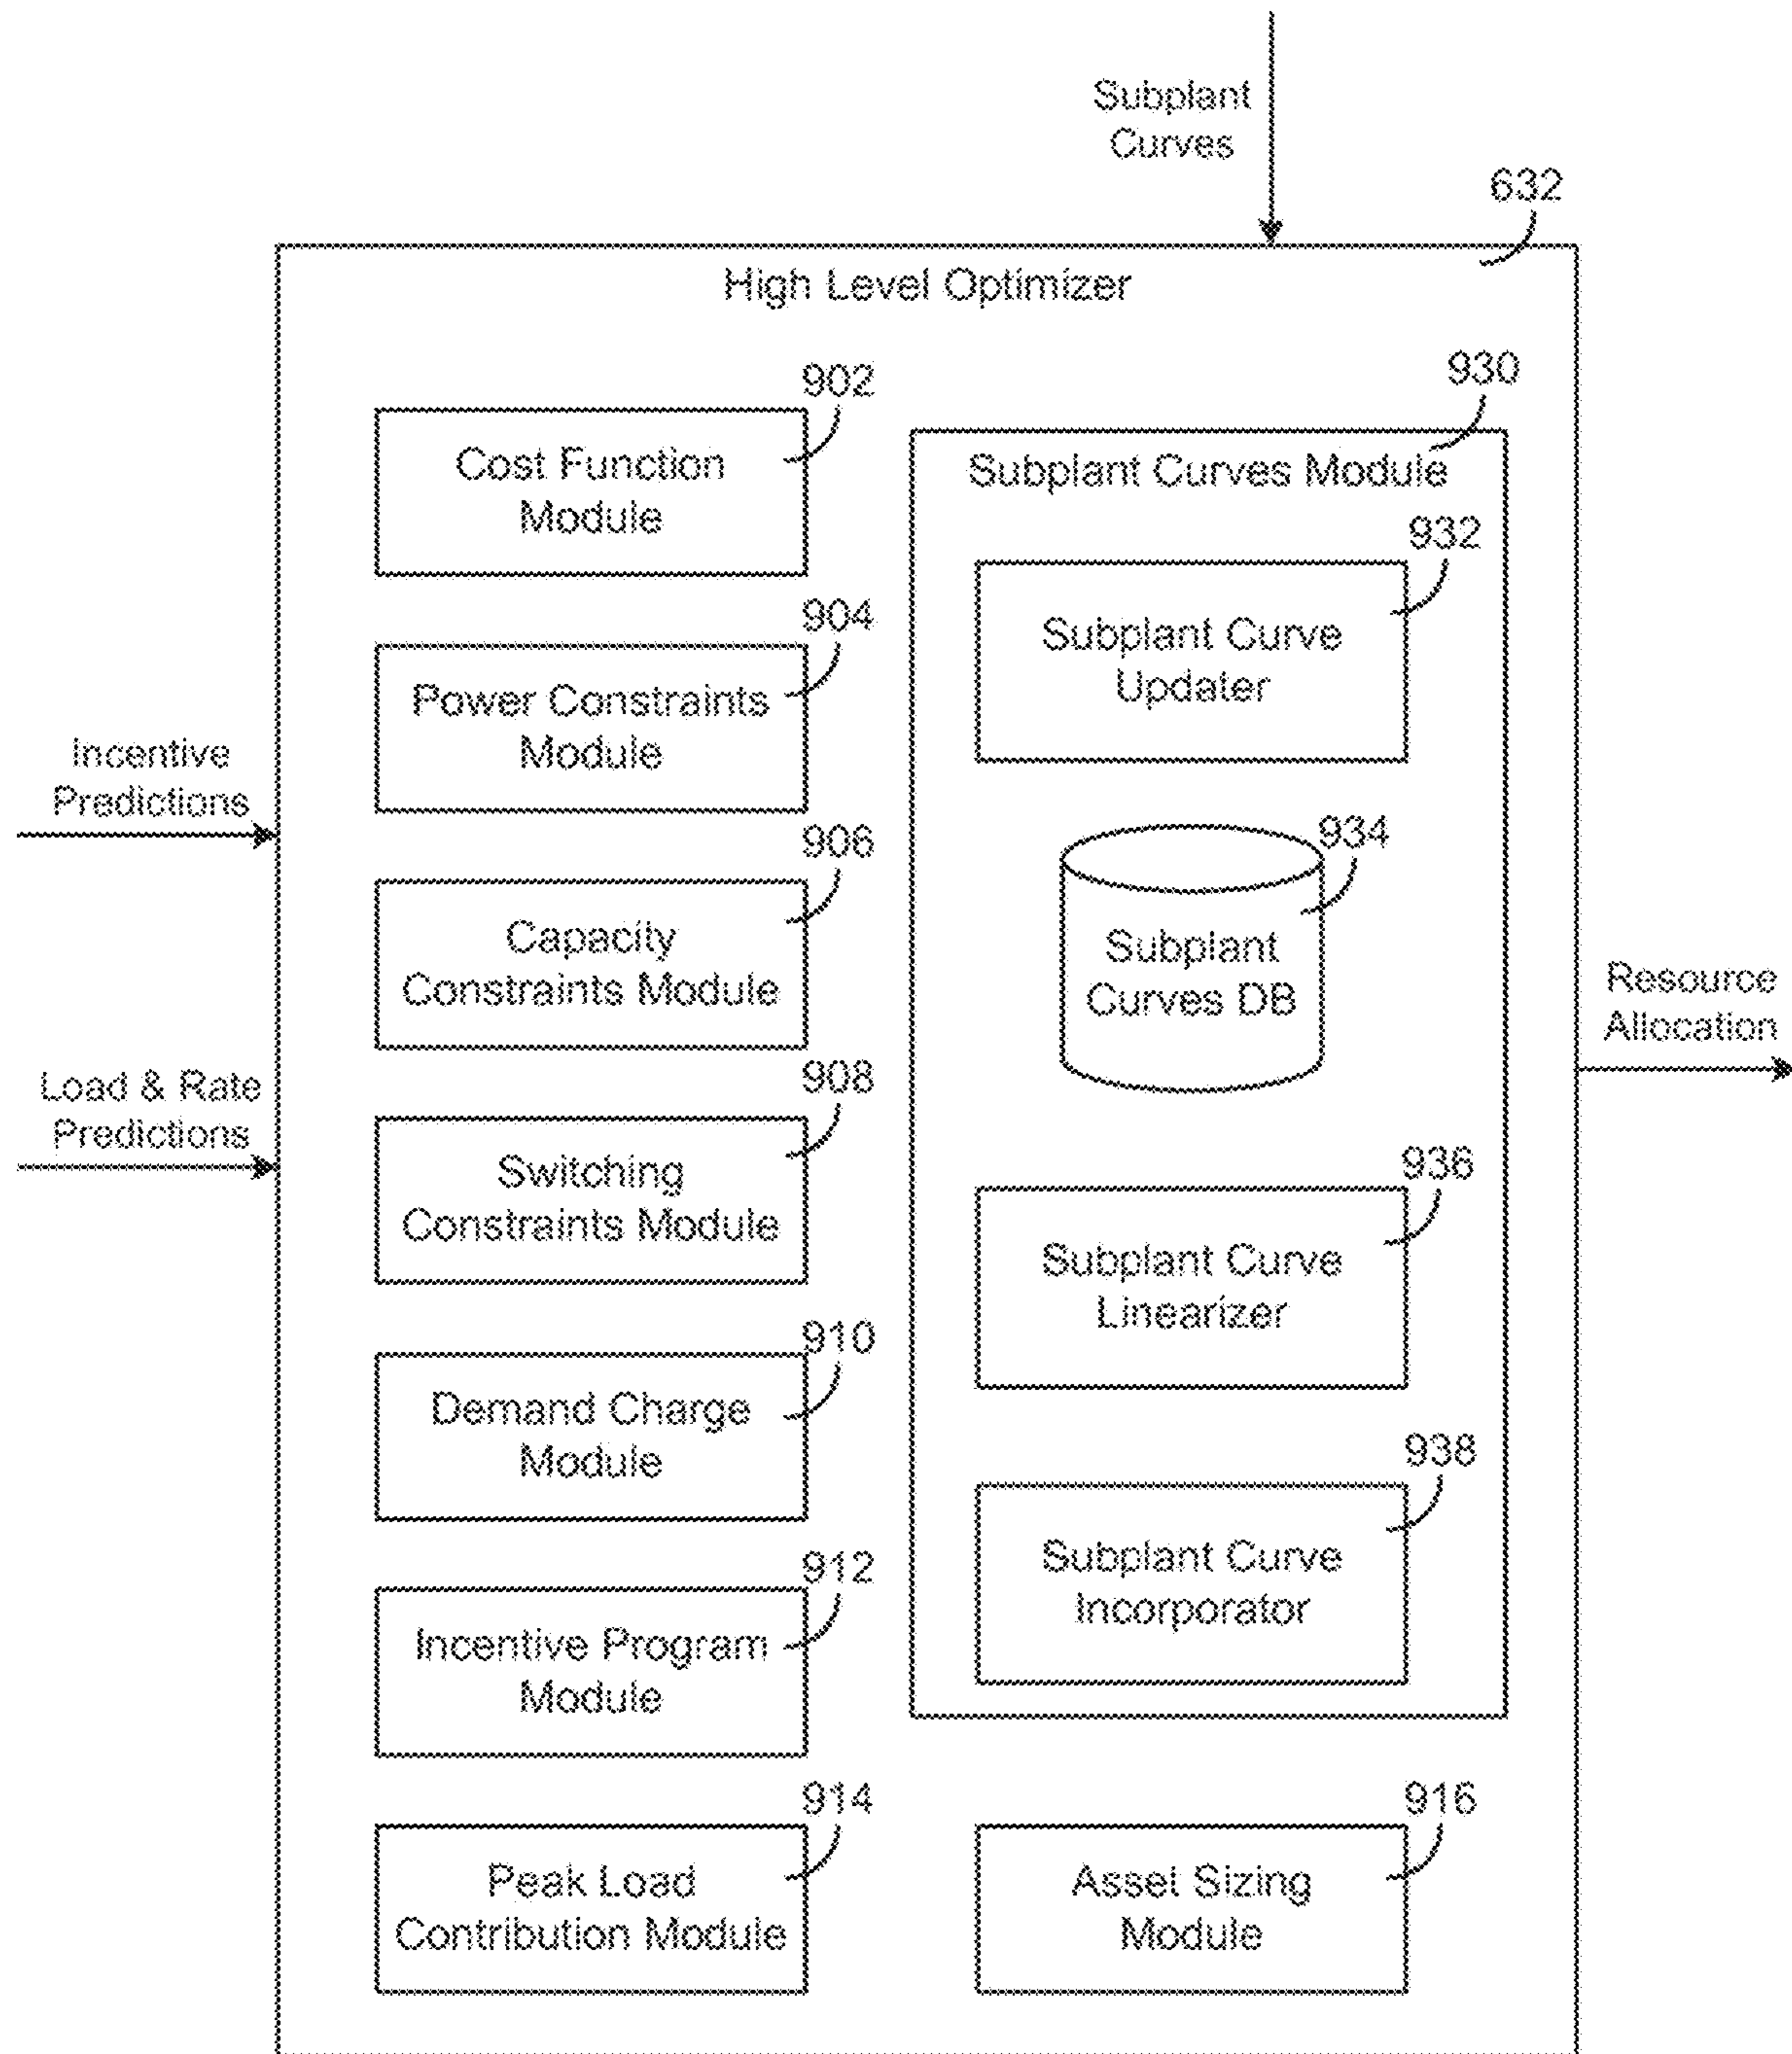 Subplant
Curves
632
High Level Optimizer
902
Cost Function
Module
904
Power Constraints
Module
Incentive
Predictions
906
Capacity
Constraints Module
Load & Rate
Predictions
908
Switching
Constraints Module
910
Demand Charge
Module
912
Incentive Program
Module
914
Peak Load
Contribution Module
930
Subplant Curves Module
932
Subplant Curve
Updater
934
Subplant
Curves DB
936
Subplant Curve
Linearizer
938
Subplant Curve
Incorporator
916
Asset Sizing
Module
Resource
Allocation